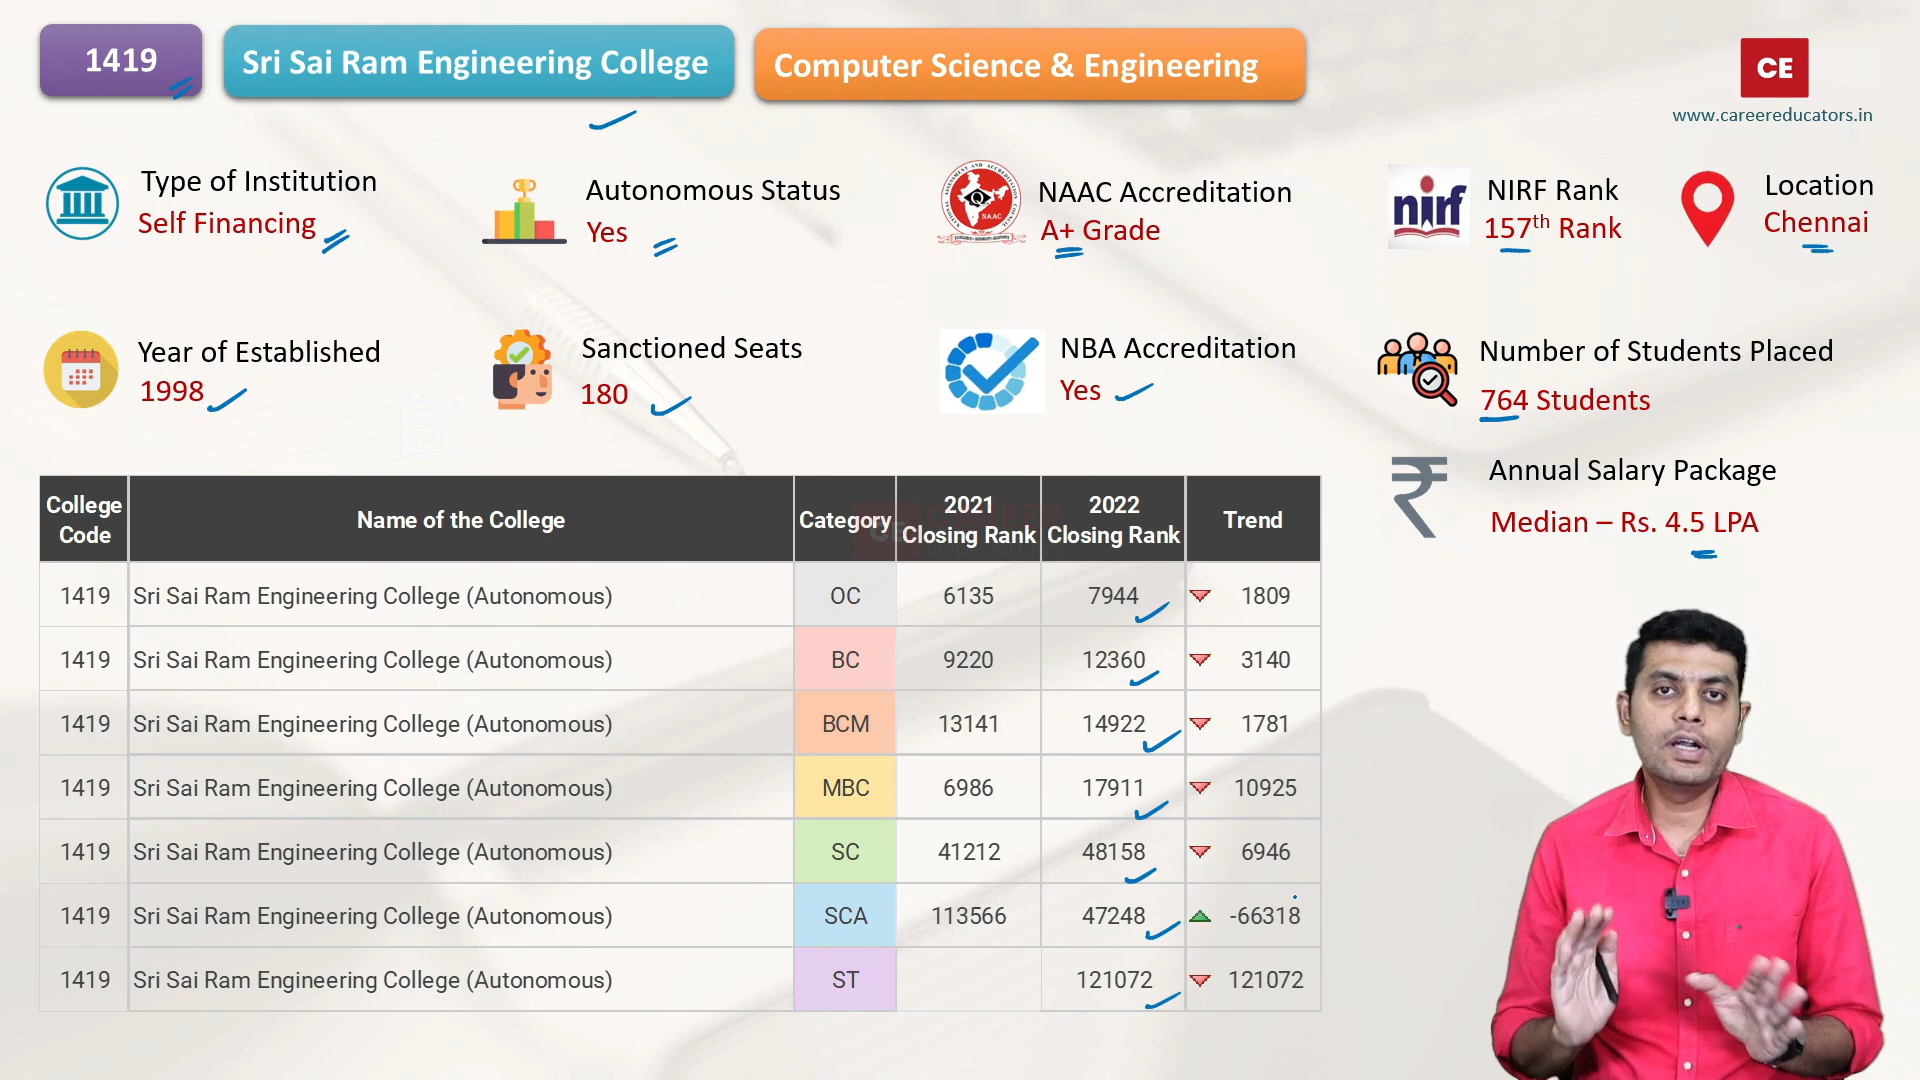 1419
Sri Sai Ram Engineering College
Computer Science & Engineering
CE
www.careereducators.in
Type of Institution
Self Financing
Autonomous Status
Yes
NAAC
NAAC Accreditation
A+ Grade
nirf
NIRF Rank
157th Rank
Location
Chennai
Year of Established
1998
Sanctioned Seats
180
NBA Accreditation
Yes
Number of Students Placed
764 Students
Annual Salary Package
Median – Rs. 4.5 LPA
College Code Name of the College Category 2021 Closing Rank 2022 Closing Rank Trend
1419 Sri Sai Ram Engineering College (Autonomous) OC 6135 7944 1809
1419 Sri Sai Ram Engineering College (Autonomous) BC 9220 12360 3140
1419 Sri Sai Ram Engineering College (Autonomous) BCM 13141 14922 1781
1419 Sri Sai Ram Engineering College (Autonomous) MBC 6986 17911 10925
1419 Sri Sai Ram Engineering College (Autonomous) SC 41212 48158 6946
1419 Sri Sai Ram Engineering College (Autonomous) SCA 113566 47248 -66318
1419 Sri Sai Ram Engineering College (Autonomous) ST 121072 121072